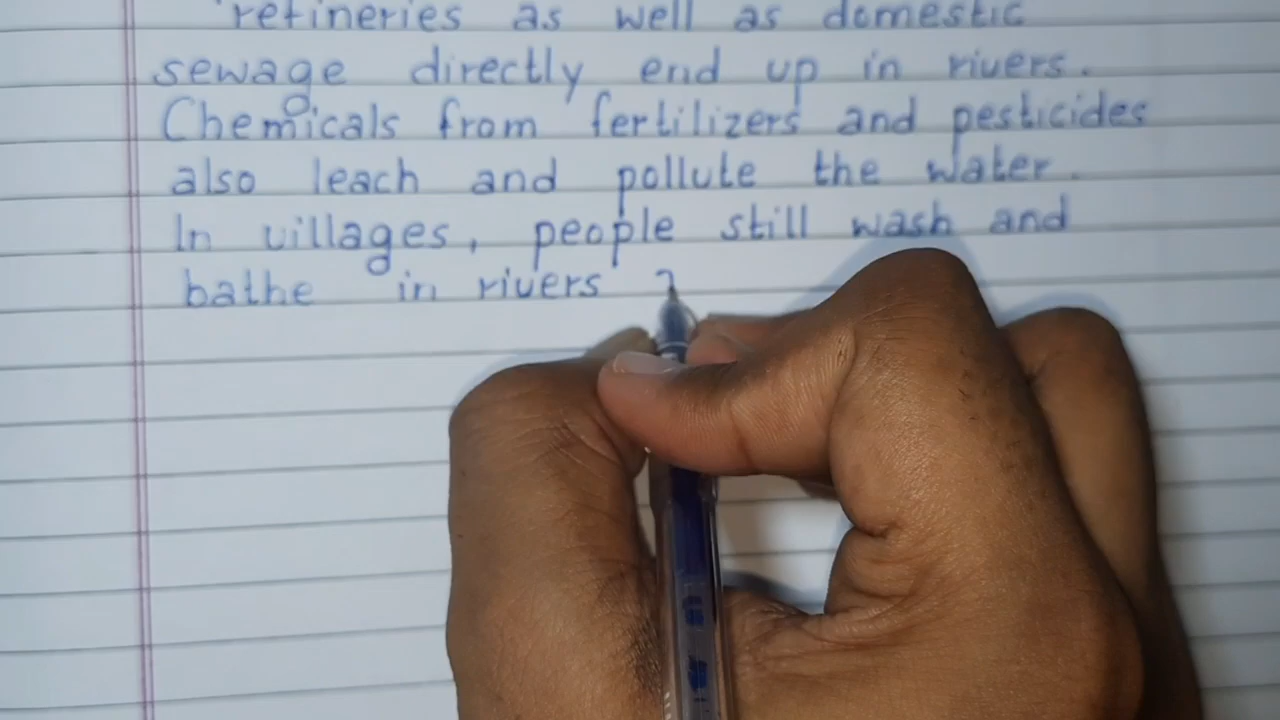 refineries as well as domestic
sewage directly end up in rivers.
Chemicals from fertilizers and pesticides
also leach and pollute the water.
In villages, people still wash and
bathe in rivers